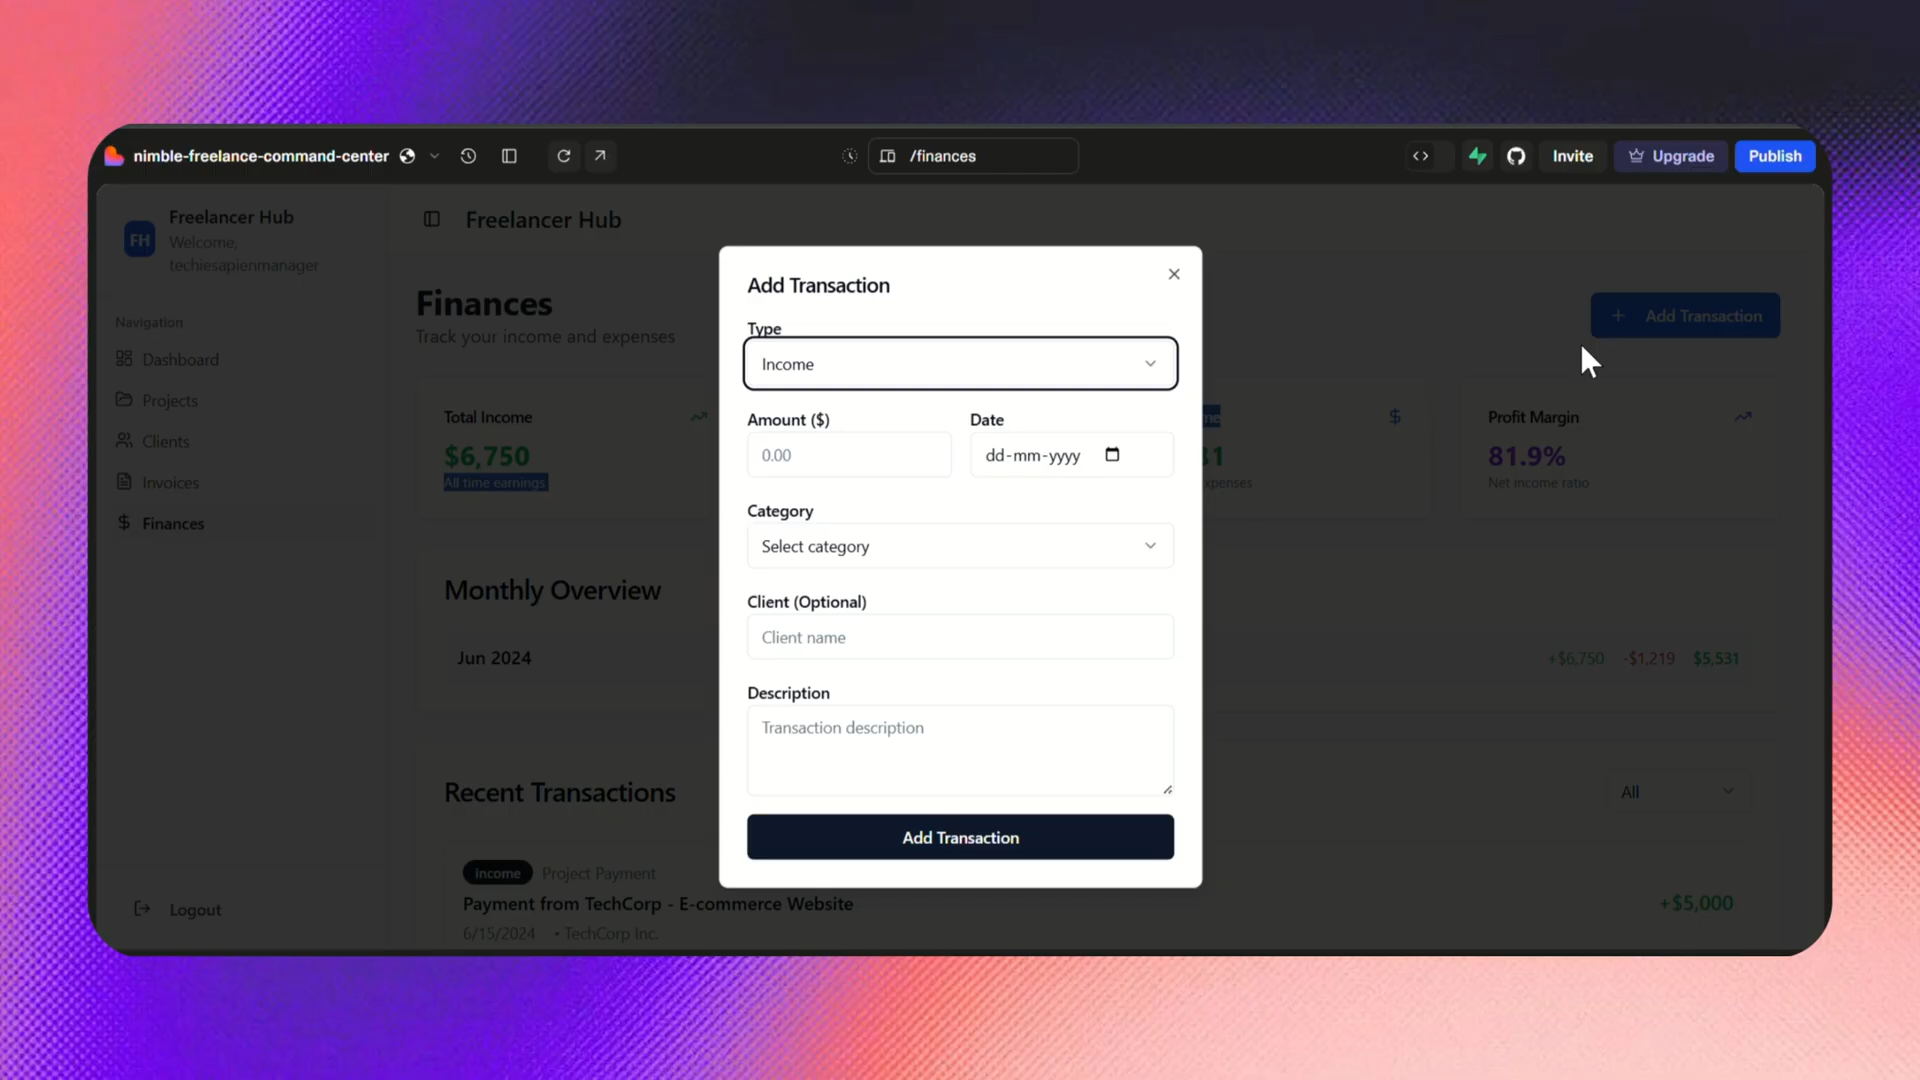 nimble-freelance-command-center
/finances
Invite
Upgrade
Publish
FH
Freelancer Hub
Welcome,
techiesapienmanager
Navigation
Dashboard
Projects
Clients
Invoices
Finances
Logout
Freelancer Hub
Finances
Track your income and expenses
Add Transaction
Total Income
$6,750
All time earnings
Profit Margin
81.9%
Net income ratio
Monthly Overview
Jun 2024
+$6,750 -$1,219 $5,531
Recent Transactions
All
income Project Payment
Payment from TechCorp - E-commerce Website
6/15/2024 • TechCorp Inc.
+$5,000
Add Transaction
Type
Income
Amount ($)
0.00
Date
dd-mm-yyyy
Category
Select category
Client (Optional)
Client name
Description
Transaction description
Add Transaction